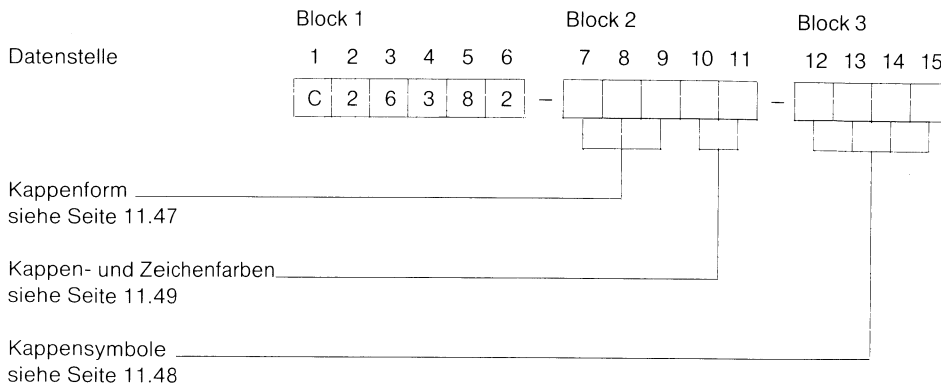 Block 1 Block 2 Block 3
Datenstelle 1 2 3 4 5 6 7 8 9 10 11 12 13 14 15
C 2 6 3 8 2 - -
Kappenform
siehe Seite 11.47
Kappen- und Zeichenfarben
siehe Seite 11.49
Kappensymbole
siehe Seite 11.48